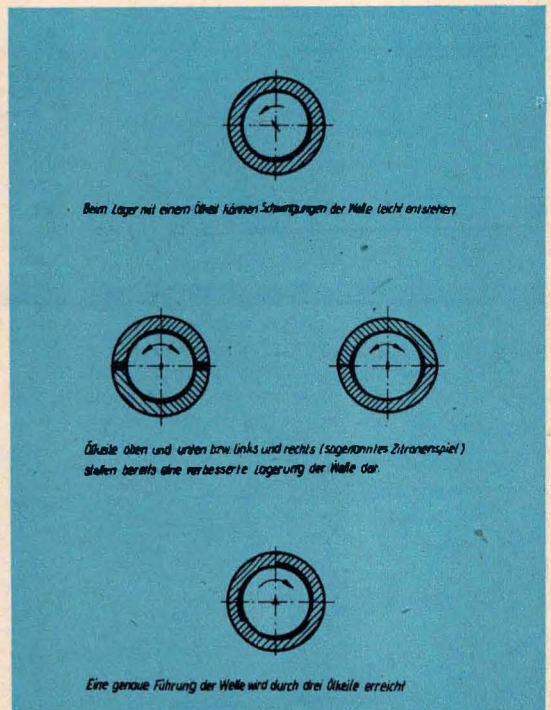 Beim Lager mit einem Ölkeil können Schwingungen der Welle leicht entstehen
Ölkeile oben und unten bzw. links und rechts (sogenanntes Zitronenspiel)
stellen bereits eine verbesserte Lagerung der Welle dar.
Eine genaue Führung der Welle wird durch drei Ölkeile erreicht